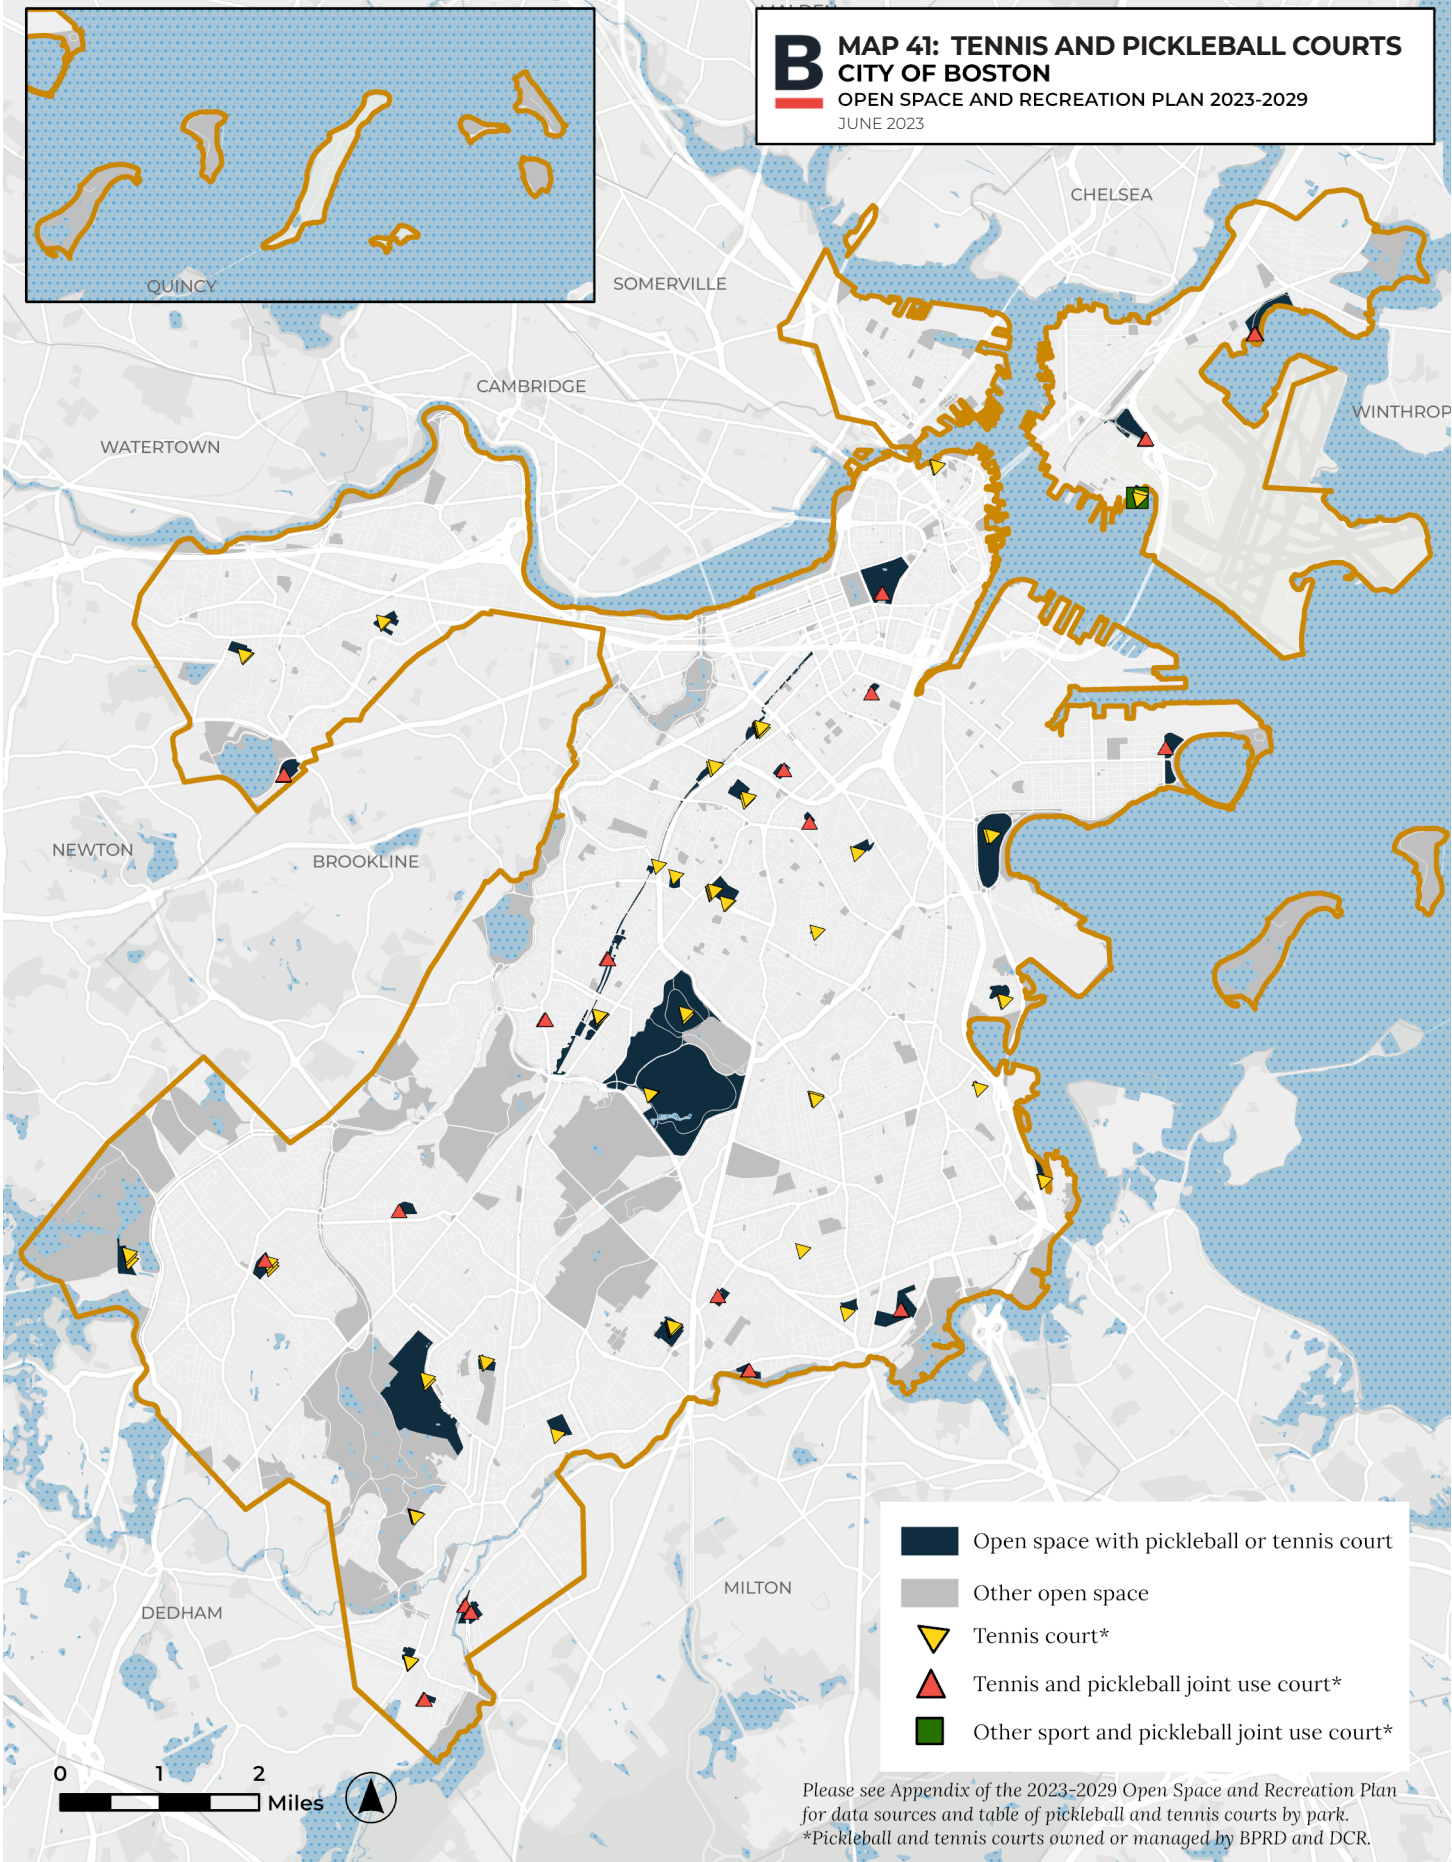 B
MAP 41: TENNIS AND PICKLEBALL COURTS
CITY OF BOSTON
OPEN SPACE AND RECREATION PLAN 2023-2029
JUNE 2023
QUINCY
CHELSEA
SOMERVILLE
CAMBRIDGE
WINTHROP
WATERTOWN
NEWTON
BROOKLINE
MILTON
DEDHAM
Open space with pickleball or tennis court
Other open space
Tennis court*
Tennis and pickleball joint use court*
Other sport and pickleball joint use court*
0 1 2
Miles
Please see Appendix of the 2023-2029 Open Space and Recreation Plan
for data sources and table of pickleball and tennis courts by park.
*Pickleball and tennis courts owned or managed by BPRD and DCR.